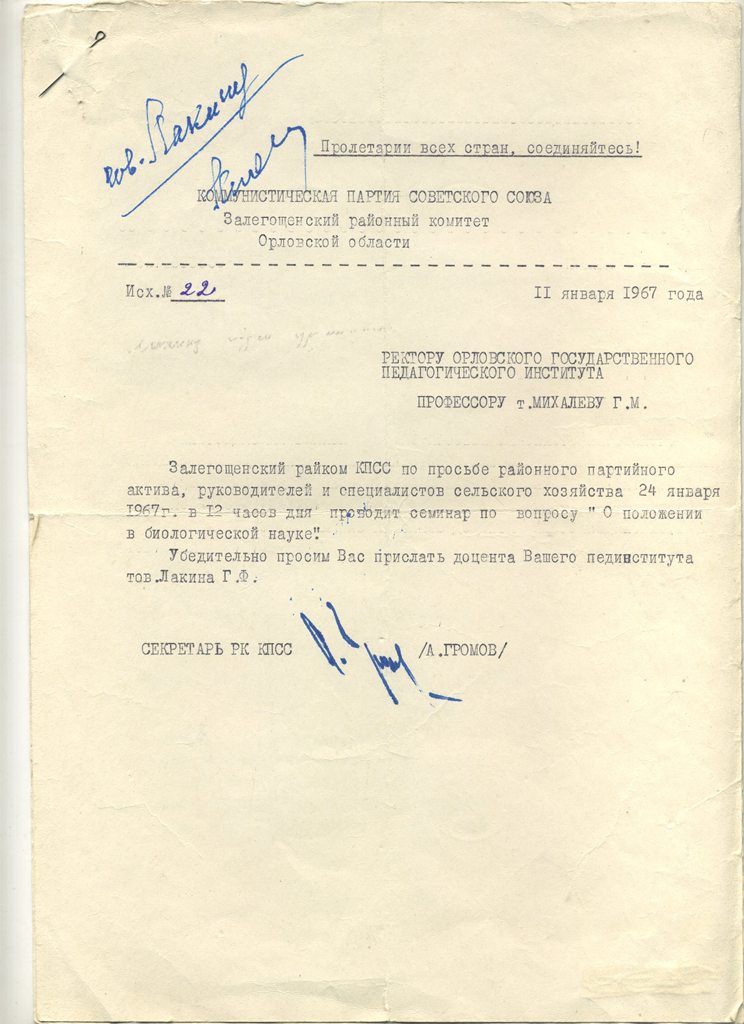 тов. Лакину
Пролетарии всех стран, соединяйтесь!
КОММУНИСТИЧЕСКАЯ ПАРТИЯ СОВЕТСКОГО СОЮЗА
Залегощенский районный комитет
Орловской области
Исх.№ 22
11 января 1967 года
РЕКТОРУ ОРЛОВСКОГО ГОСУДАРСТВЕННОГО
ПЕДАГОГИЧЕСКОГО ИНСТИТУТА
ПРОФЕССОРУ т.МИХАЛЕВУ Г.М.
Залегощенский райком КПСС по просьбе районного партийного
актива, руководителей и специалистов сельского хозяйства 24 января
1967г. в 12 часов дня проводит семинар по вопросу " О положении
в биологической науке".
Убедительно просим Вас прислать доцента Вашего пединститута
тов.Лакина Г.Ф.
СЕКРЕТАРЬ РК КПСС /А.ГРОМОВ/